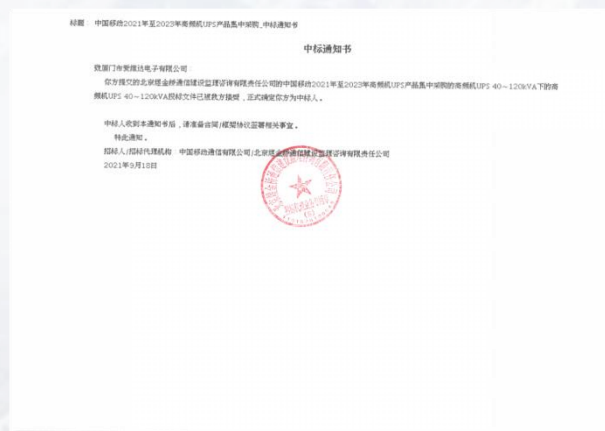 标题： 中国移动2021年至2023年高频机UPS产品集中采购_中标通知书
中标通知书
致厦门市爱维达电子有限公司
你方提交的北京煜金桥通信建设监理咨询有限责任公司的中国移动2021年至2023年高频机UPS产品集中采购的高频机UPS 40～120kVA下的高
频机UPS 40～120kVA投标文件已被我方接受，正式确定你方为中标人。
中标人收到本通知书后，请准备合同/框架协议签署相关事宜。
特此通知。
招标人/招标代理机构 中国移动通信有限公司/北京煜金桥通信建设监理咨询有限责任公司
2021年9月18日